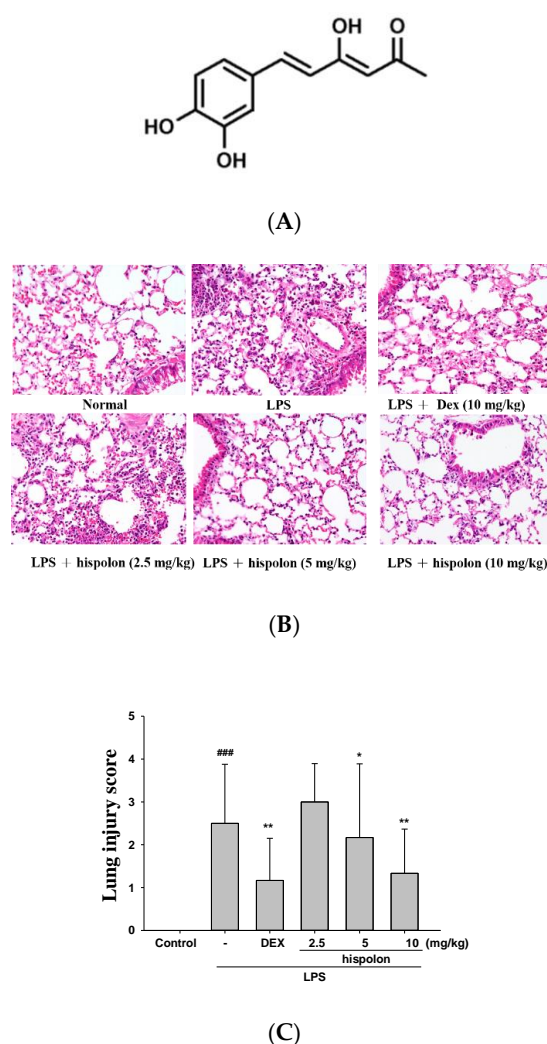 OH
O
HO
OH
(A)
Normal
LPS
LPS + Dex (10 mg/kg)
LPS + hispolon (2.5 mg/kg)
LPS + hispolon (5 mg/kg)
LPS + hispolon (10 mg/kg)
(B)
Lung injury score
5
4
3
2
1
0
###
**
*
**
Control
-
DEX
2.5
5
10
(mg/kg)
hispolon
LPS
(C)